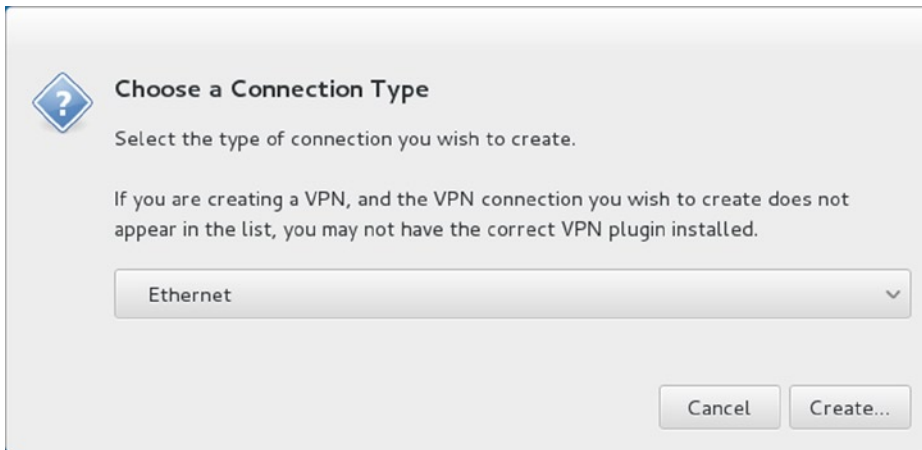 Choose a Connection Type
Select the type of connection you wish to create.
If you are creating a VPN, and the VPN connection you wish to create does not
appear in the list, you may not have the correct VPN plugin installed.
Ethernet
Cancel
Create...